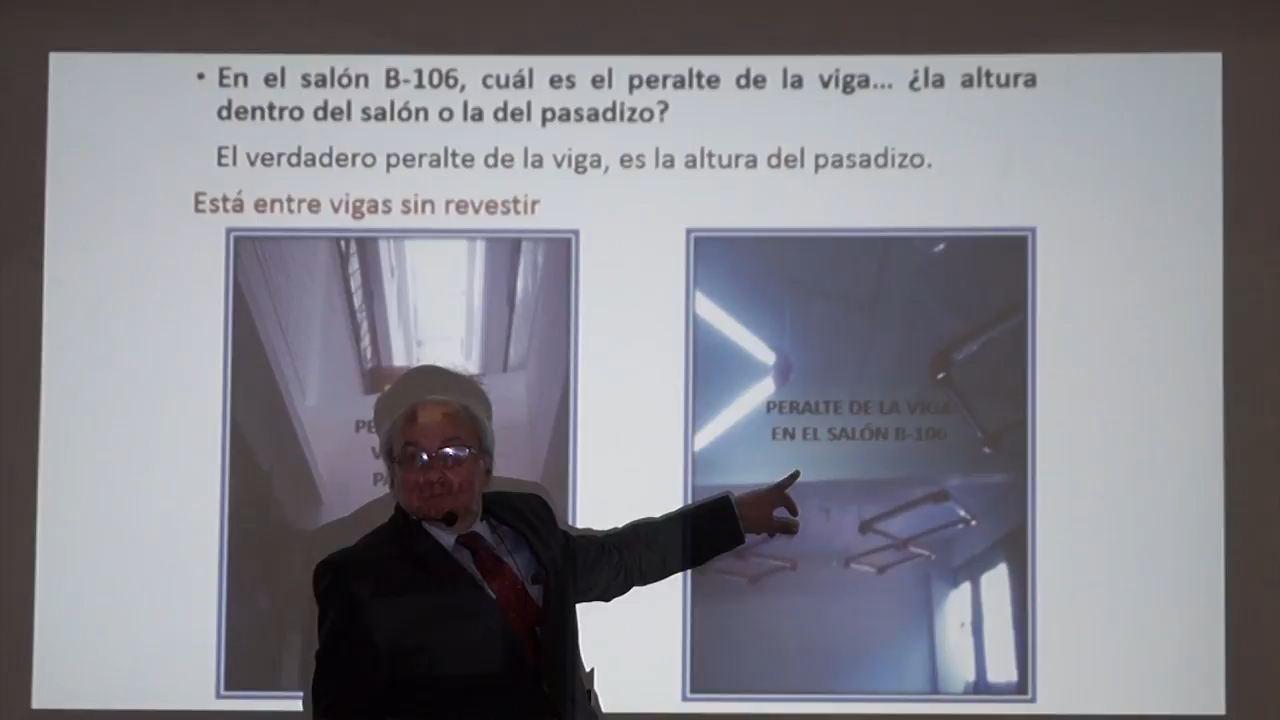 • En el salón B-106, cuál es el peralte de la viga... ¿la altura
dentro del salón o la del pasadizo?
El verdadero peralte de la viga, es la altura del pasadizo.
Está entre vigas sin revestir
PERALTE DE LA VIGA
EN EL SALÓN B-106